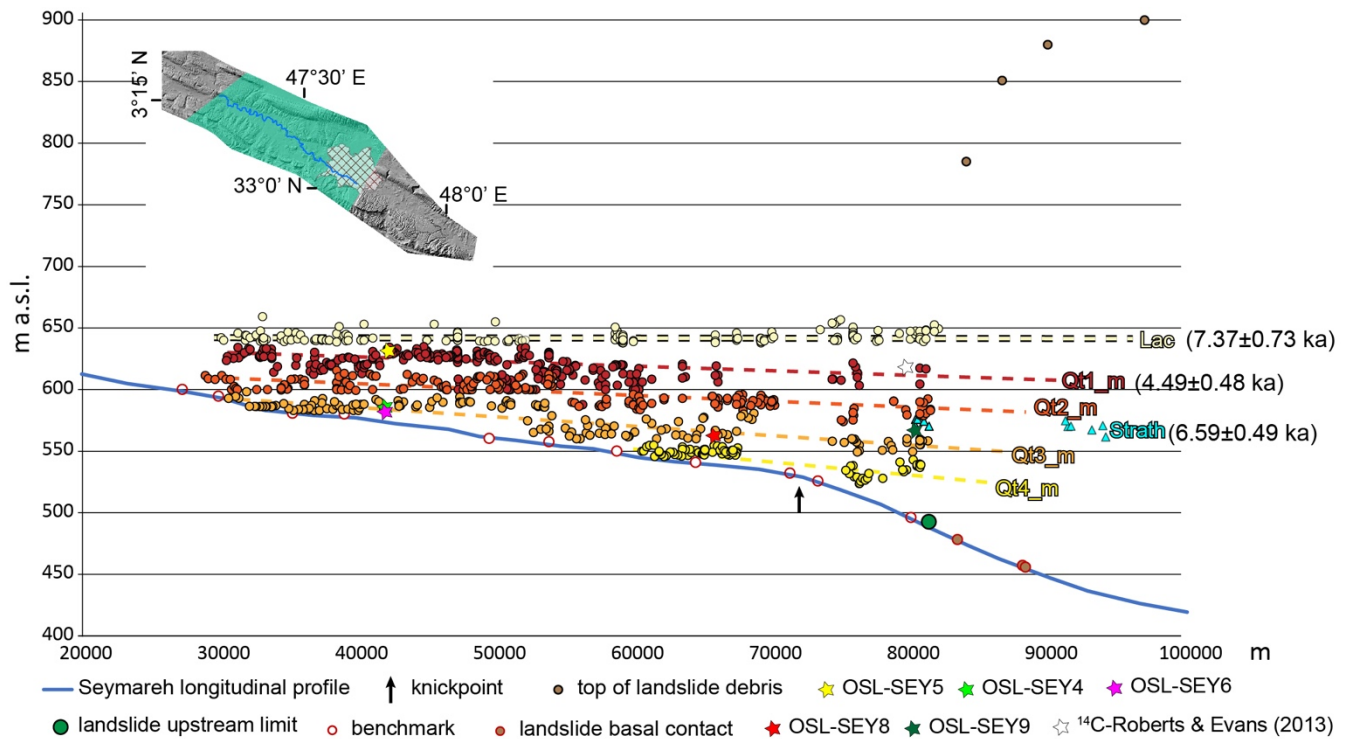 900
850
800
750
700
650
600
550
500
450
400
m a.s.l.
3°15' N
47°30' E
33°0' N
48°0' E
Lac (7.37±0.73 ka)
Qt1_m (4.49±0.48 ka)
Qt2_m
Strath (6.59±0.49 ka)
Qt3_m
Qt4_m
20000 30000 40000 50000 60000 70000 80000 90000 100000 m
Seymareh longitudinal profile knickpoint top of landslide debris OSL-SEY5 OSL-SEY4 OSL-SEY6
landslide upstream limit benchmark landslide basal contact OSL-SEY8 OSL-SEY9 ¹⁴C-Roberts & Evans (2013)